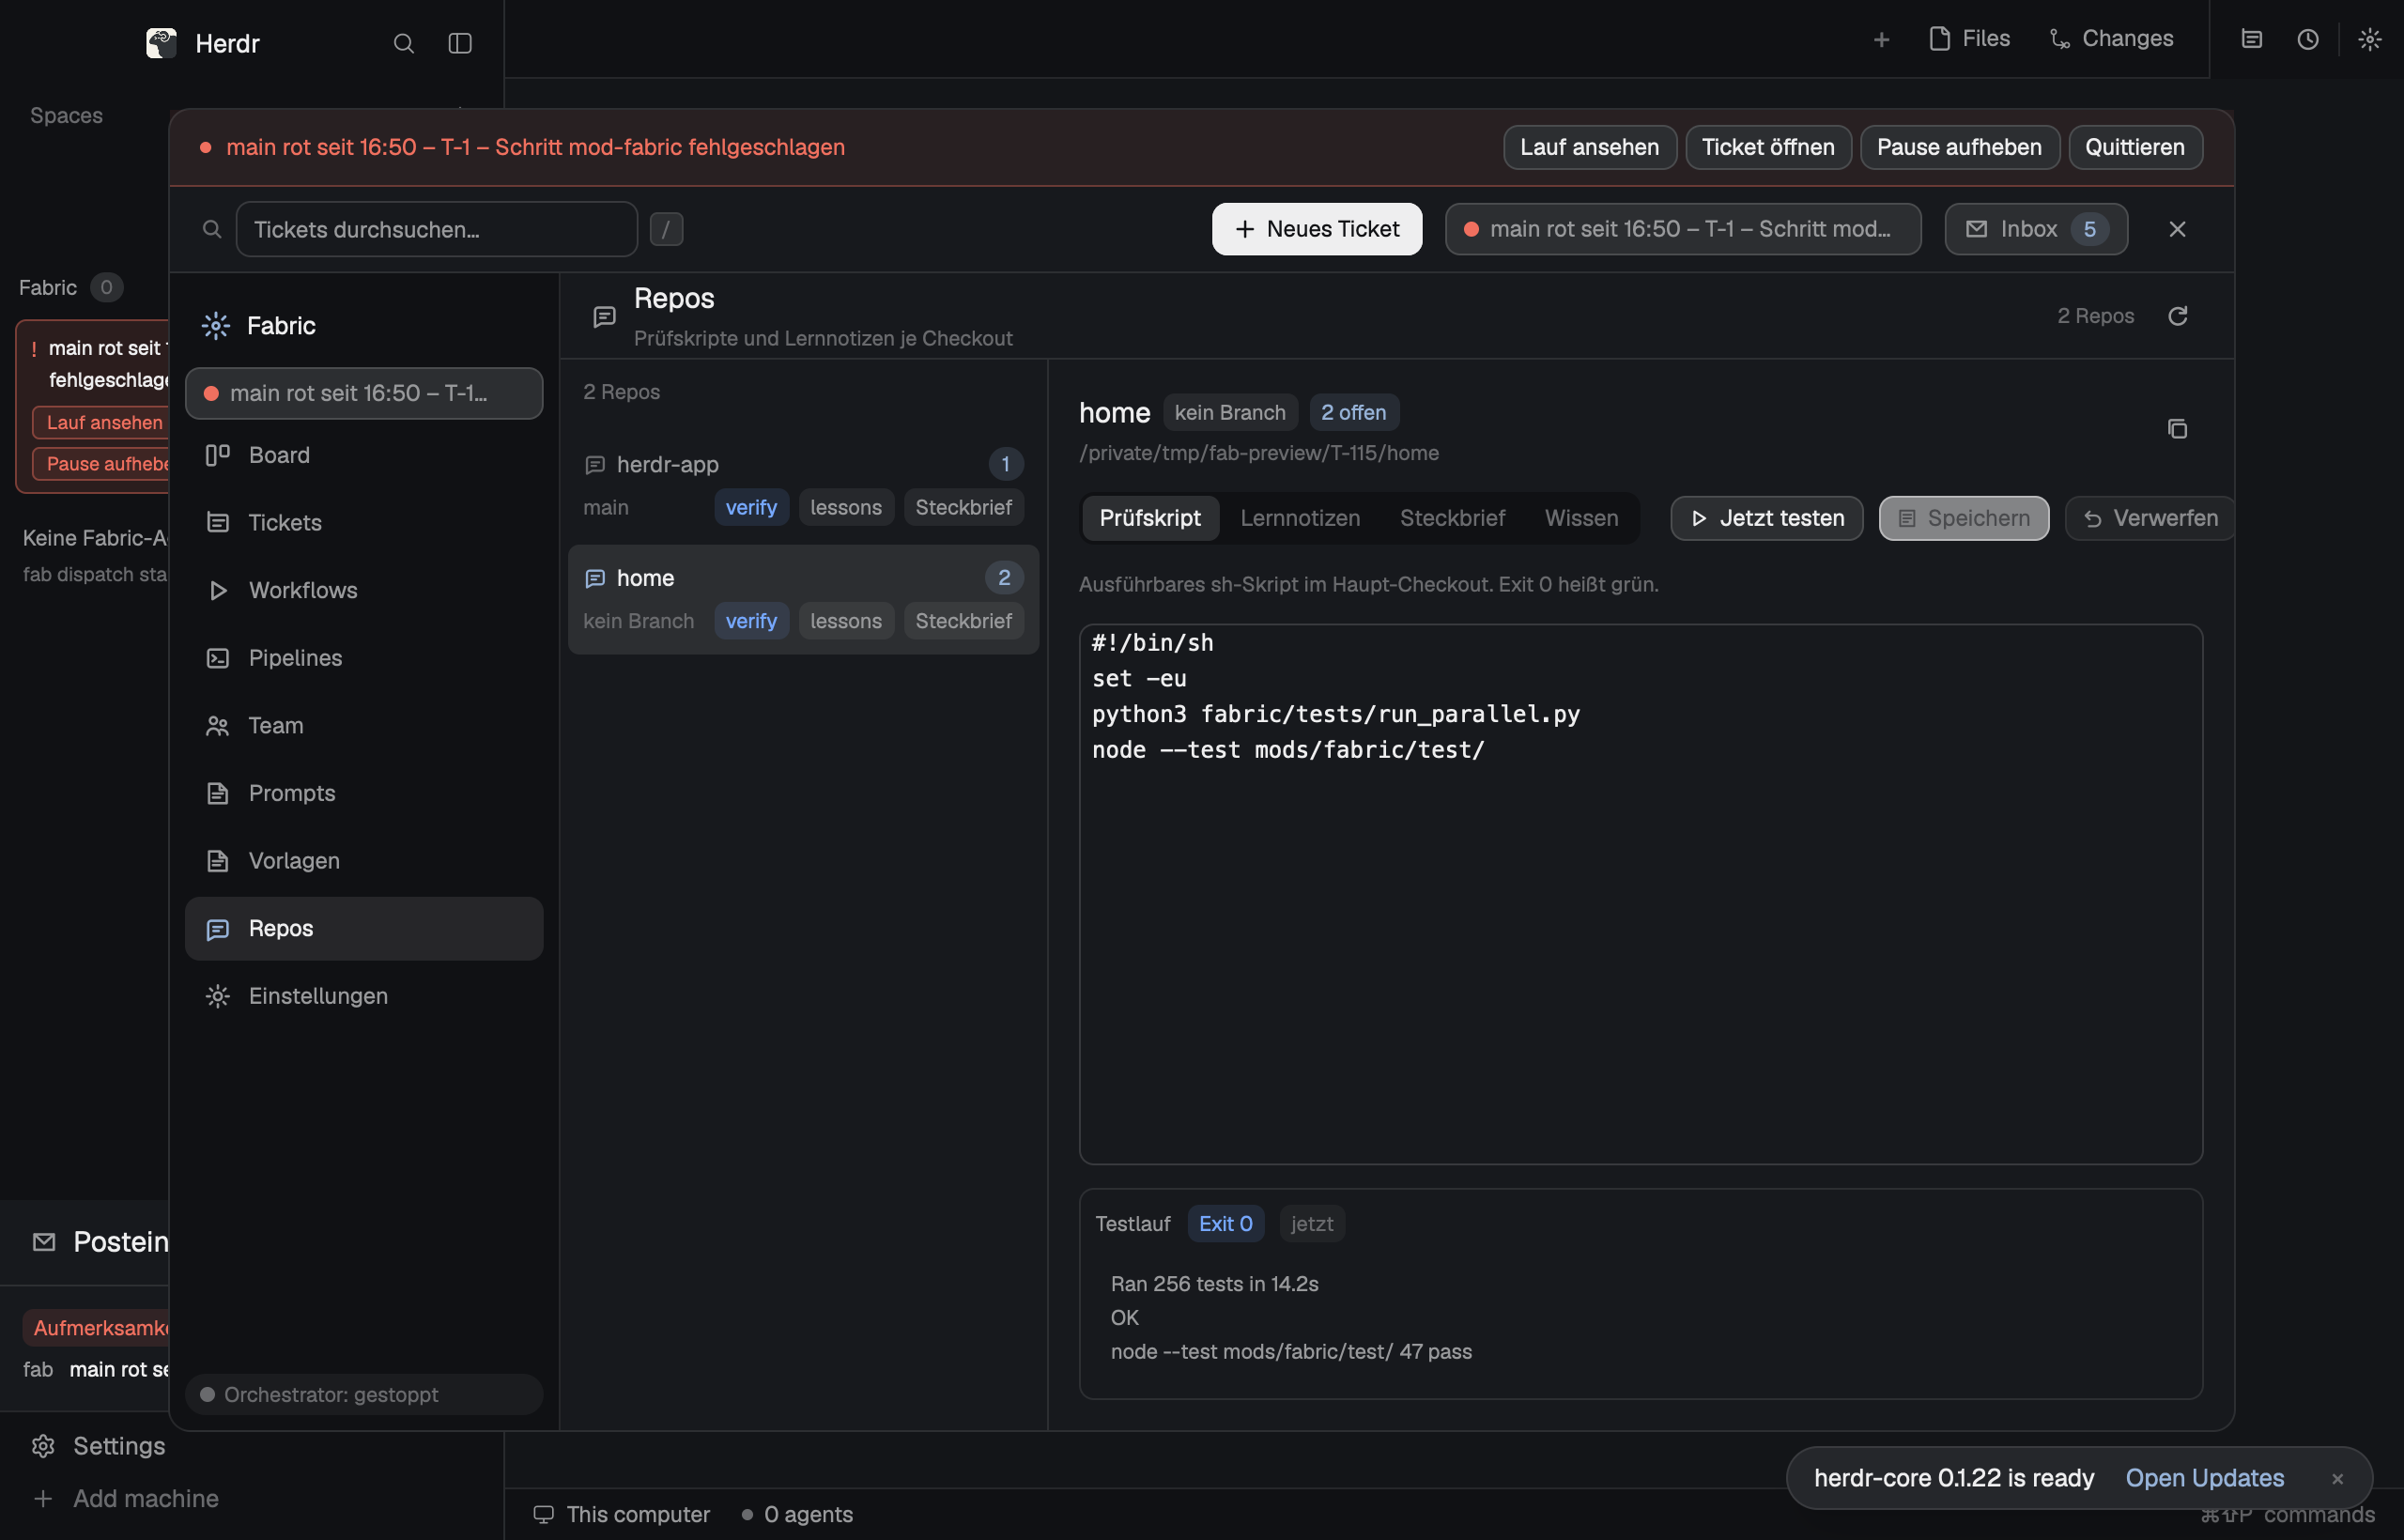 Herdr
Files
Changes
Spaces
main rot seit 16:50 – T-1 – Schritt mod-fabric fehlgeschlagen
Lauf ansehen
Ticket öffnen
Pause aufheben
Quittieren
Tickets durchsuchen...
/
Neues Ticket
main rot seit 16:50 – T-1 – Schritt mod...
Inbox 5
Fabric 0
! main rot seit
fehlgeschlage
Lauf ansehen
Pause aufhebe
Keine Fabric-A
fab dispatch sta
Fabric
main rot seit 16:50 – T-1...
Board
Tickets
Workflows
Pipelines
Team
Prompts
Vorlagen
Repos
Einstellungen
Orchestrator: gestoppt
Repos
Prüfskripte und Lernnotizen je Checkout
2 Repos
2 Repos
herdr-app 1
main verify lessons Steckbrief
home 2
kein Branch verify lessons Steckbrief
home kein Branch 2 offen
/private/tmp/fab-preview/T-115/home
Prüfskript Lernnotizen Steckbrief Wissen
Jetzt testen
Speichern
Verwerfen
Ausführbares sh-Skript im Haupt-Checkout. Exit 0 heißt grün.
#!/bin/sh
set -eu
python3 fabric/tests/run_parallel.py
node --test mods/fabric/test/
Testlauf Exit 0 jetzt
Ran 256 tests in 14.2s
OK
node --test mods/fabric/test/ 47 pass
Postein
Aufmerksamke
fab main rot se
Settings
Add machine
This computer
0 agents
herdr-core 0.1.22 is ready Open Updates ×
⌘⇧P commands